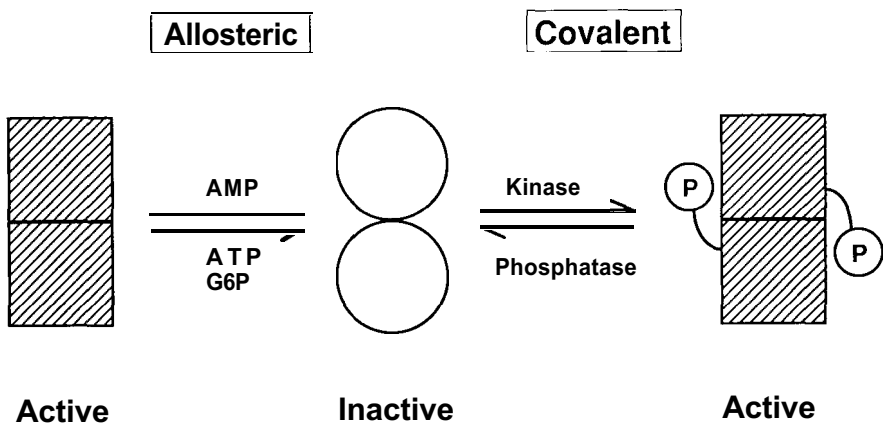 Allosteric
Covalent
AMP
ATP
G6P
Kinase
Phosphatase
P
P
Active
Inactive
Active